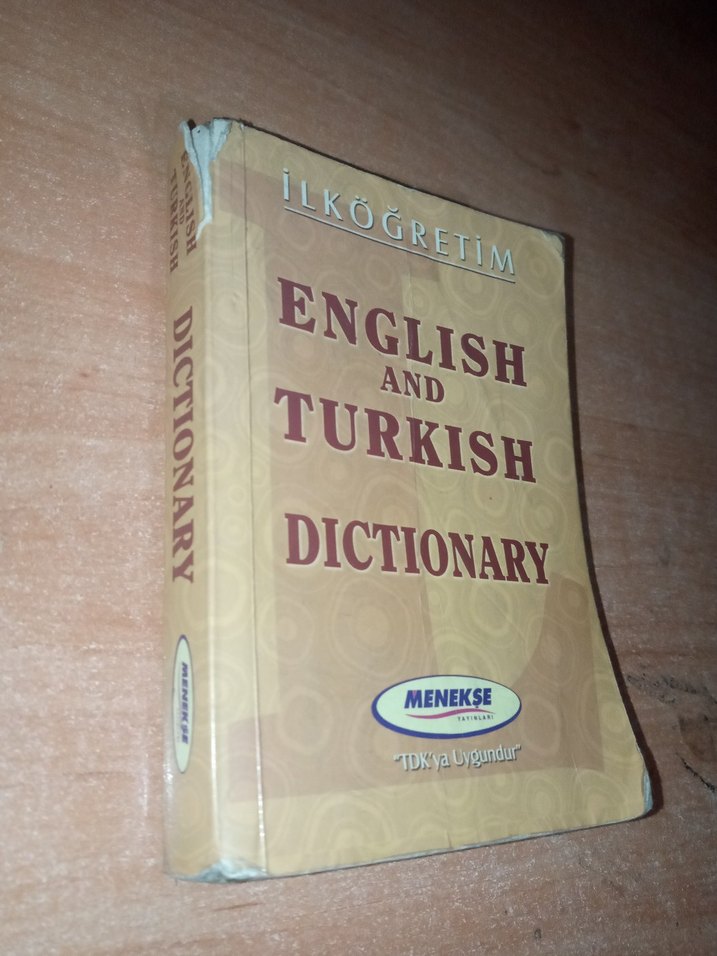 İLKÖĞRETİM
ENGLISH
AND
TURKISH
DICTIONARY
MENEKŞE
YAYINLARI
"TDK'ya Uygundur"
ENGLISH
AND
TURKISH
DICTIONARY
MENEKŞE